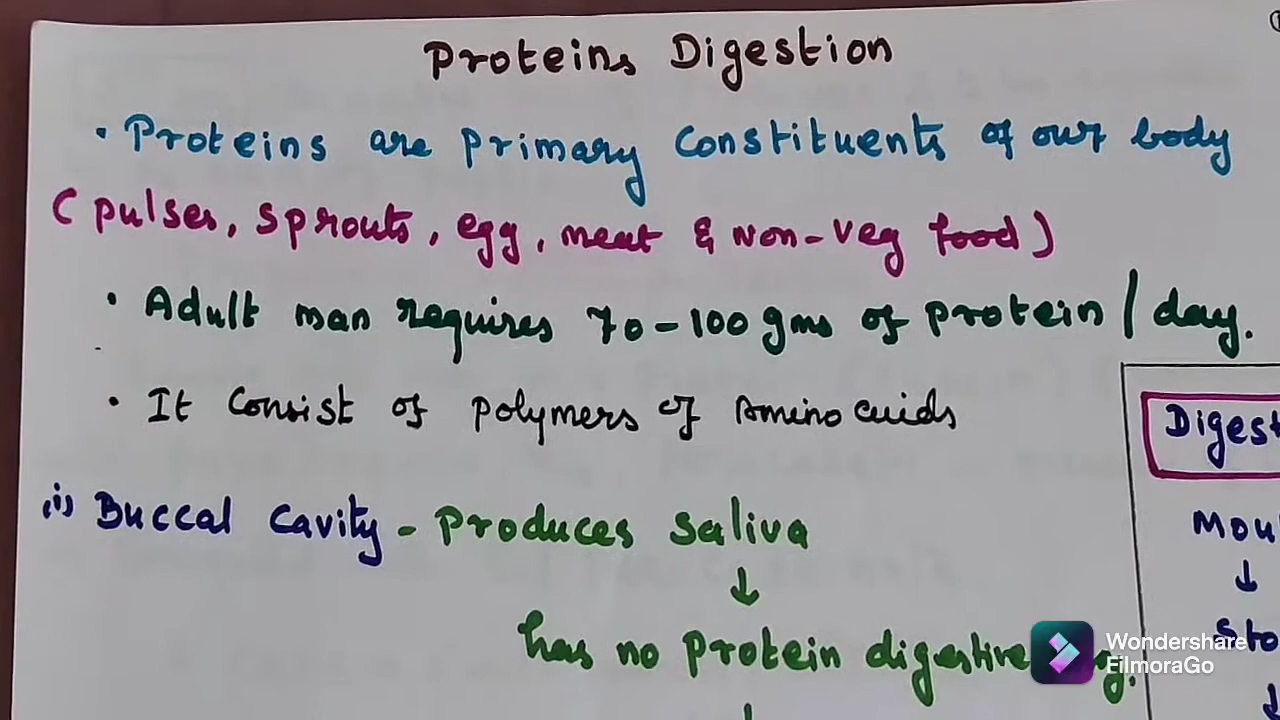 Proteins Digestion
• Proteins are primary constituents of our body
(pulses, sprouts, egg, meat & Non-veg food)
• Adult man requires 70-100 gms of protein / day.
• It consist of polymers of Amino acids
Digest
(i) Buccal cavity - Produces saliva
Mou
↓
↓
has no protein digestive
Sto
Wondershare
FilmoraGo
↓
↓